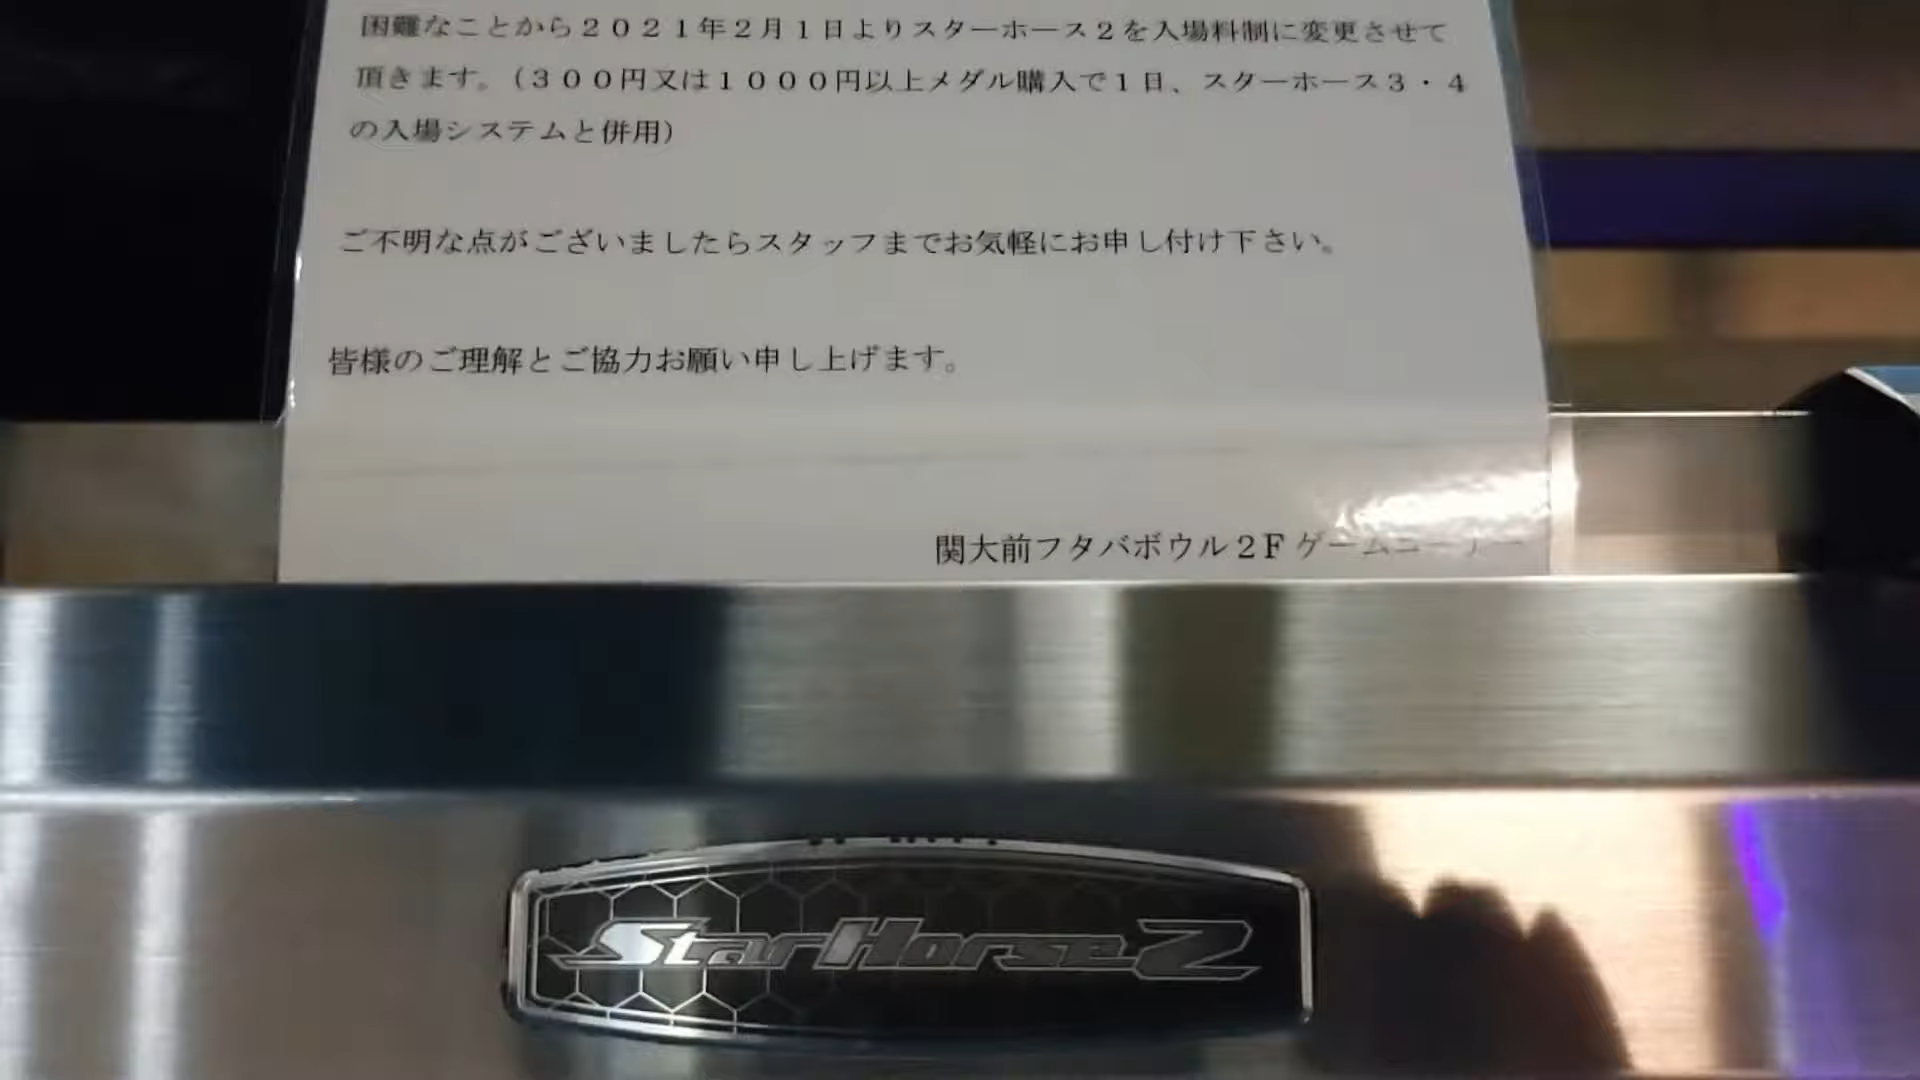 困難なことから2021年2月1日よりスターホース2を入場料制に変更させて
頂きます。(300円又は1000円以上メダル購入で1日、スターホース3・4
の入場システムと併用)
ご不明な点がございましたらスタッフまでお気軽にお申し付け下さい。
皆様のご理解とご協力お願い申し上げます。
関大前フタバボウル2Fゲームコーナー
StarHorse2